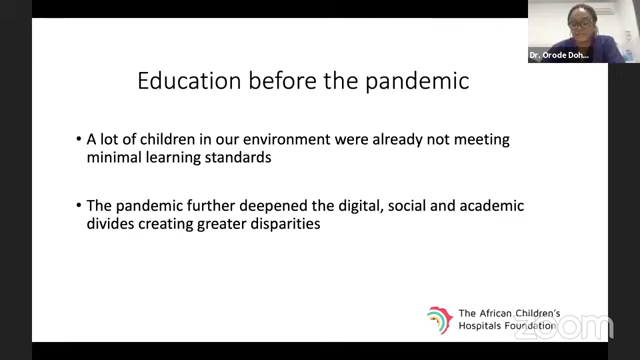 Dr. Orode Doh...
Education before the pandemic
• A lot of children in our environment were already not meeting
minimal learning standards
• The pandemic further deepened the digital, social and academic
divides creating greater disparities
The African Children's
Hospitals Foundation
zoom